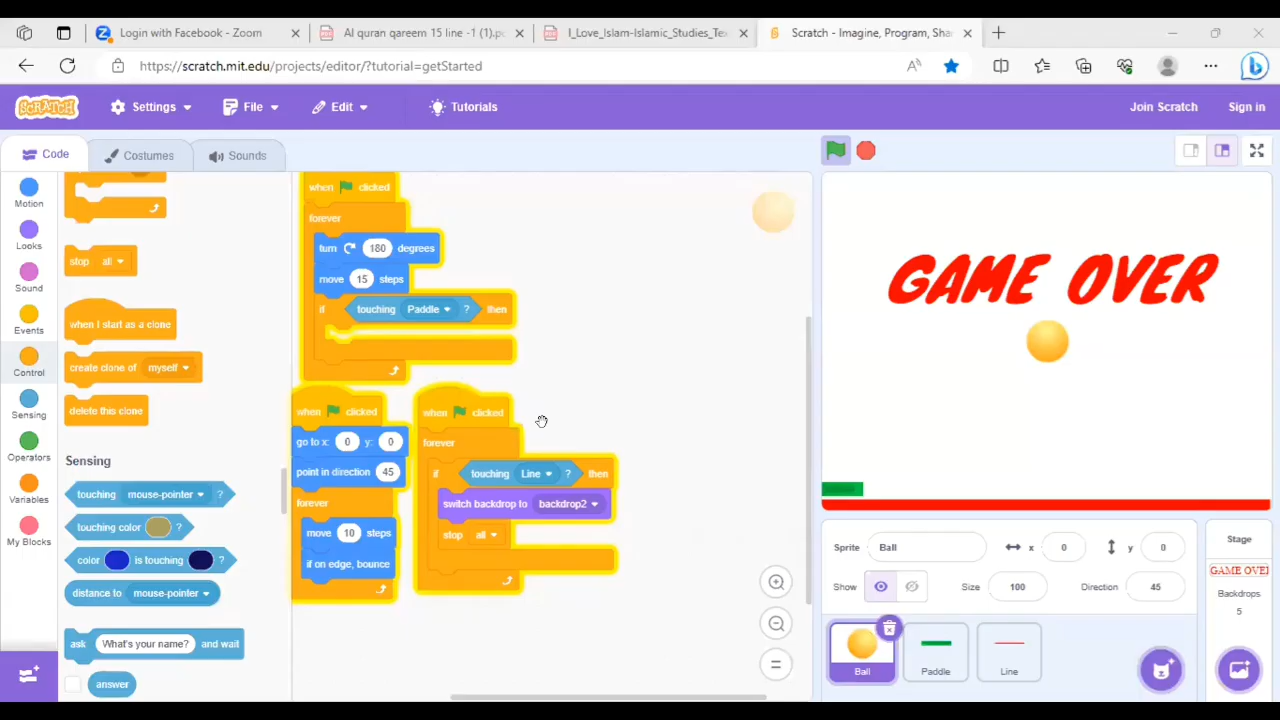 Login with Facebook - Zoom
Al quran qareem 15 line -1 (1).p
I_Love_Islam-Islamic_Studies_Te
Scratch - Imagine, Program, Sha
https://scratch.mit.edu/projects/editor/?tutorial=getStarted
SCRATCH
Settings
File
Edit
Tutorials
Join Scratch
Sign in
Code
Costumes
Sounds
Motion
Looks
Sound
Events
Control
Sensing
Operators
Variables
My Blocks
stop all
when I start as a clone
create clone of myself
delete this clone
Sensing
touching mouse-pointer ?
touching color ?
color is touching ?
distance to mouse-pointer
ask What's your name? and wait
answer
when clicked
forever
turn 180 degrees
move 15 steps
if touching Paddle ? then
when clicked
go to x: 0 y: 0
point in direction 45
forever
move 10 steps
if on edge, bounce
when clicked
forever
if touching Line ? then
switch backdrop to backdrop2
stop all
GAME OVER
Sprite Ball
x 0
y 0
Show
Size 100
Direction 45
Ball
Paddle
Line
Stage
GAME OVE
Backdrops
5